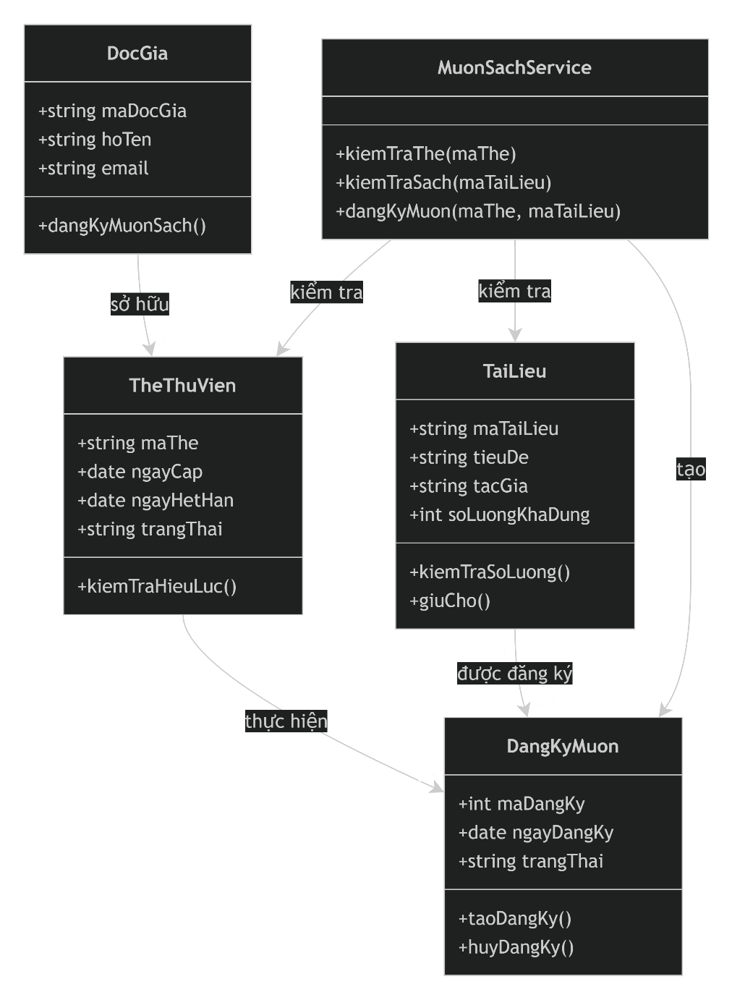 DocGia
+string maDocGia
+string hoTen
+string email
+dangKyMuonSach()
MuonSachService
+kiemTraThe(maThe)
+kiemTraSach(maTaiLieu)
+dangKyMuon(maThe, maTaiLieu)
sở hữu
kiểm tra
kiểm tra
TheThuVien
+string maThe
+date ngayCap
+date ngayHetHan
+string trangThai
+kiemTraHieuLuc()
TaiLieu
+string maTaiLieu
+string tieuDe
+string tacGia
+int soLuongKhaDung
+kiemTraSoLuong()
+giuCho()
tạo
được đăng ký
thực hiện
DangKyMuon
+int maDangKy
+date ngayDangKy
+string trangThai
+taoDangKy()
+huyDangKy()